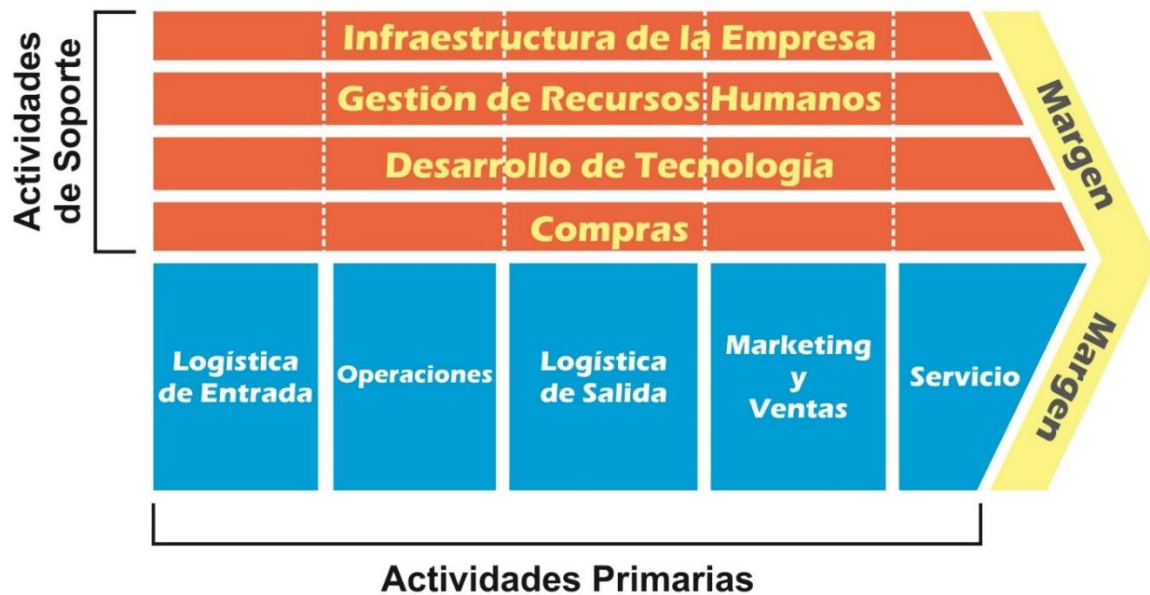 Actividades
de Soporte
Infraestructura de la Empresa
Gestión de Recursos Humanos
Desarrollo de Tecnología
Compras
Margen
Logística
de Entrada
Operaciones
Logística
de Salida
Marketing
y
Ventas
Servicio
Margen
Actividades Primarias